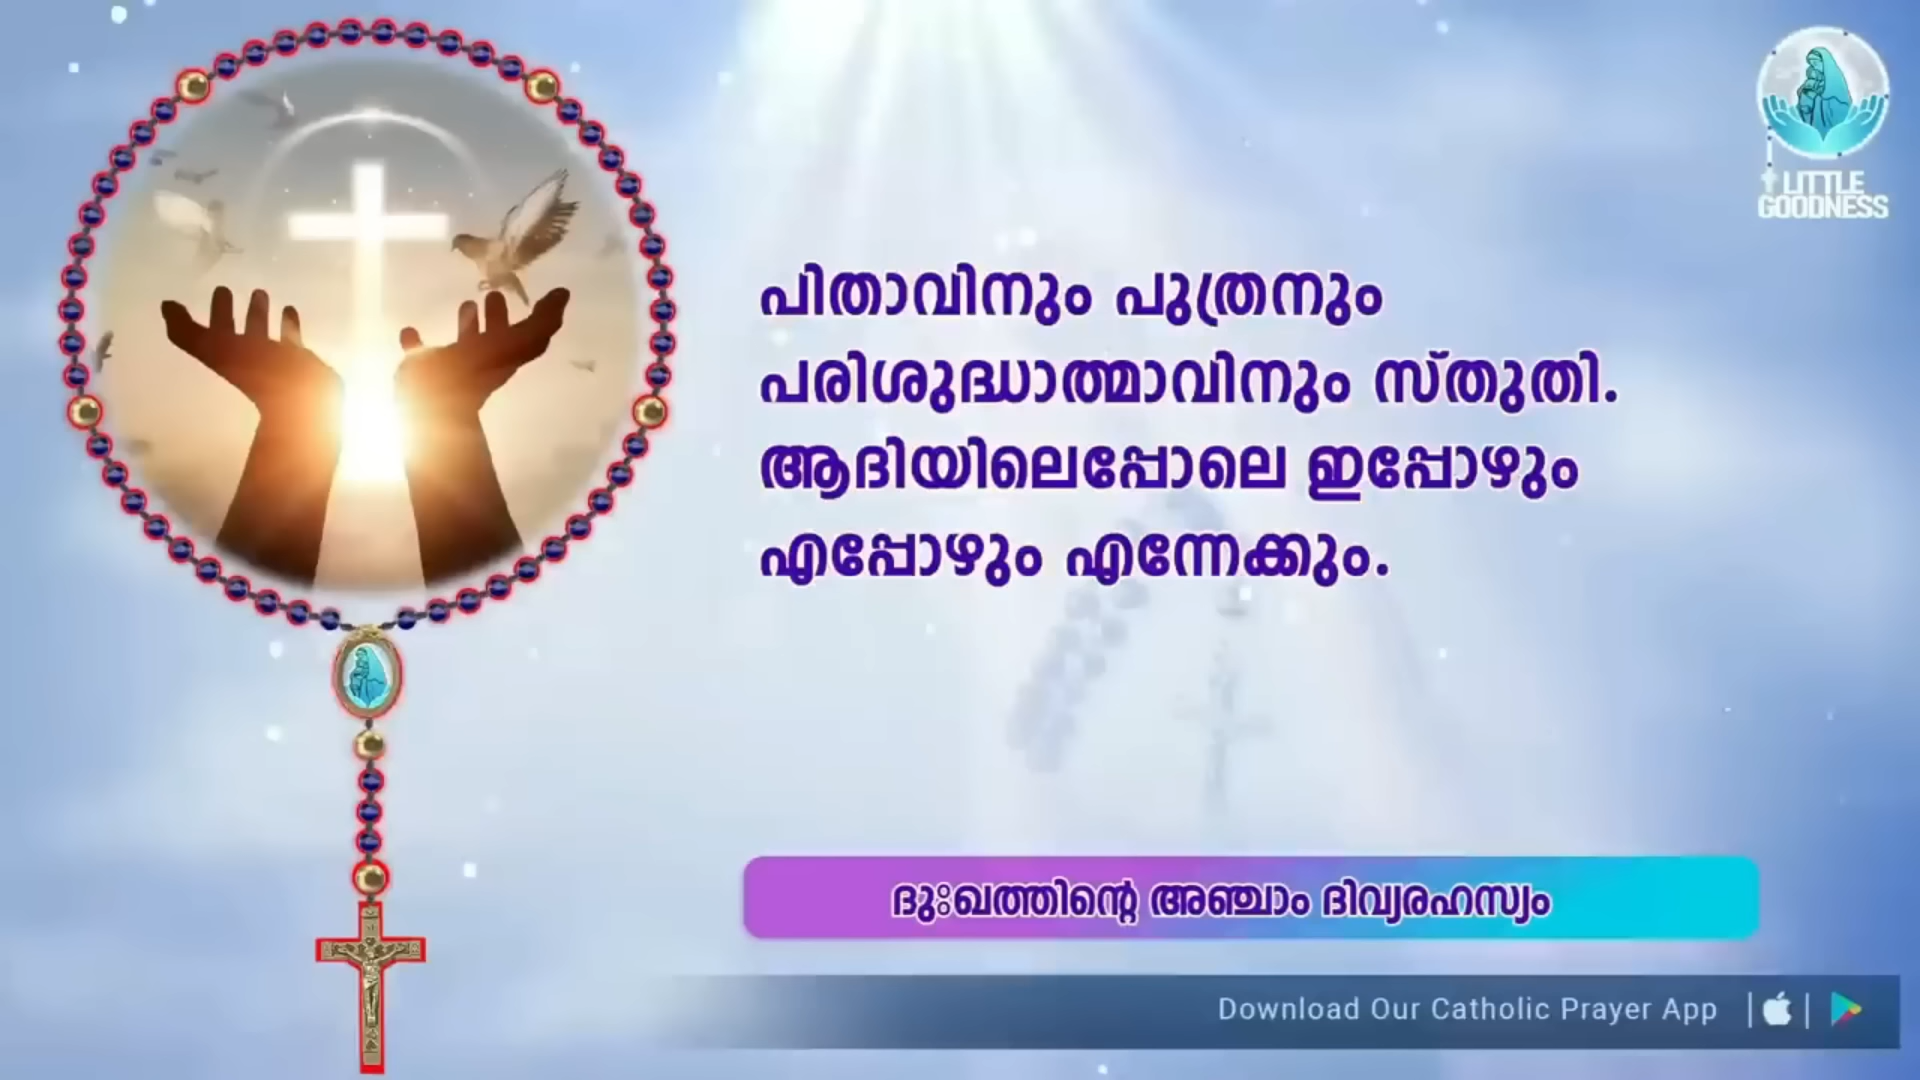 LITTLE
GOODNESS
പിതാവിനും പുത്രനും
പരിശുദ്ധാത്മാവിനും സ്തുതി.
ആദിയിലെപ്പോലെ ഇപ്പോഴും
എപ്പോഴും എന്നേക്കും.
ദുഃഖത്തിന്റെ അഞ്ചാം ദിവ്യരഹസ്യം
Download Our Catholic Prayer App